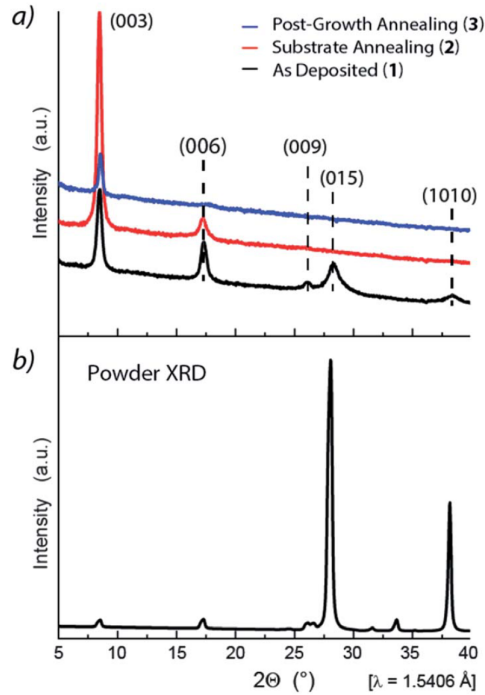 a)
(003)
Post-Growth Annealing (3)
Substrate Annealing (2)
As Deposited (1)
(006)
(009)
(015)
(1010)
Intensity (a.u.)
b)
Powder XRD
Intensity (a.u.)
5 10 15 20 25 30 35 40
2Θ (°)
[λ = 1.5406 Å]